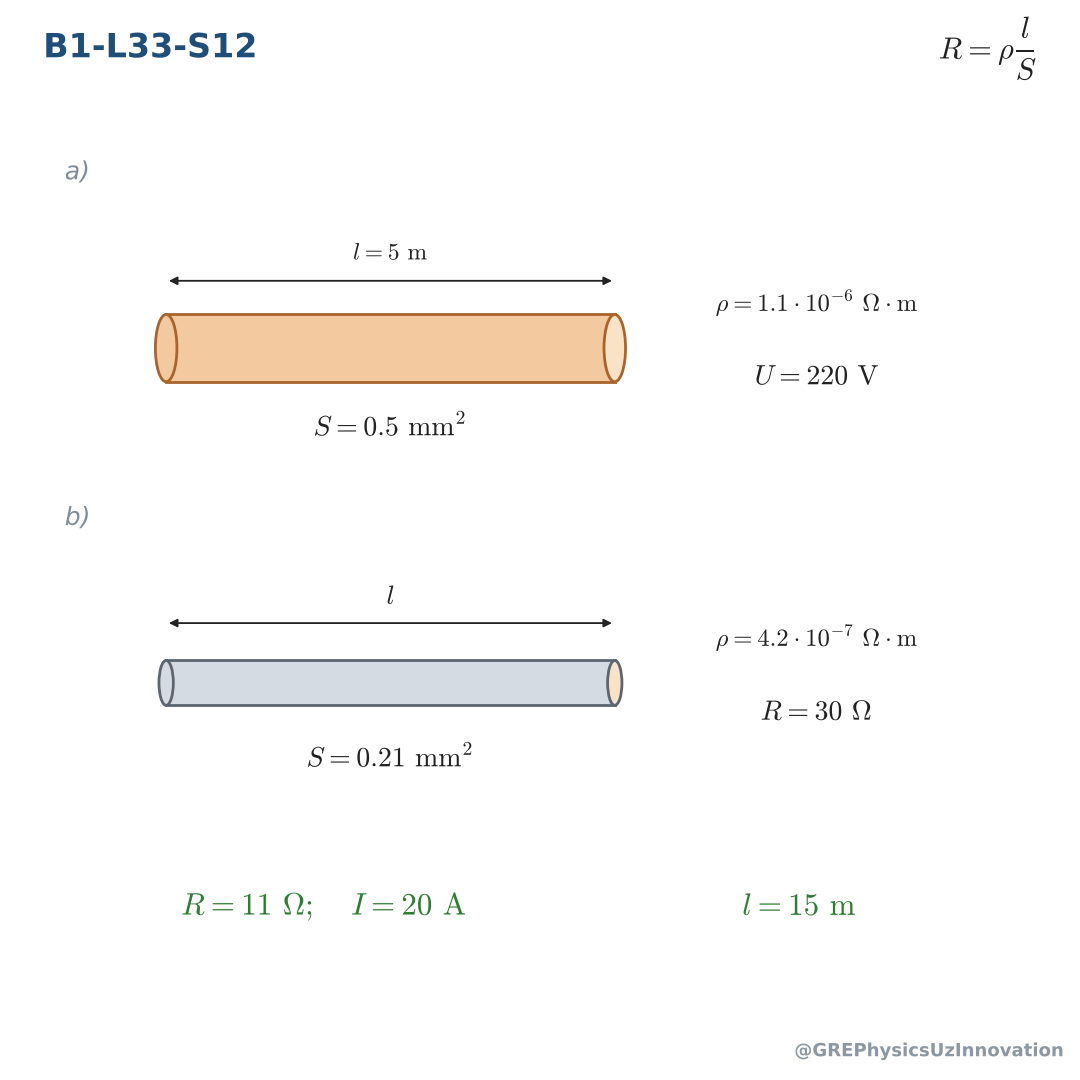 B1-L33-S12
R = ρ l/S
a)
l = 5 m
ρ = 1.1 · 10⁻⁶ Ω · m
U = 220 V
S = 0.5 mm²
b)
l
ρ = 4.2 · 10⁻⁷ Ω · m
R = 30 Ω
S = 0.21 mm²
R = 11 Ω; I = 20 A
l = 15 m
@GREPhysicsUzInnovation